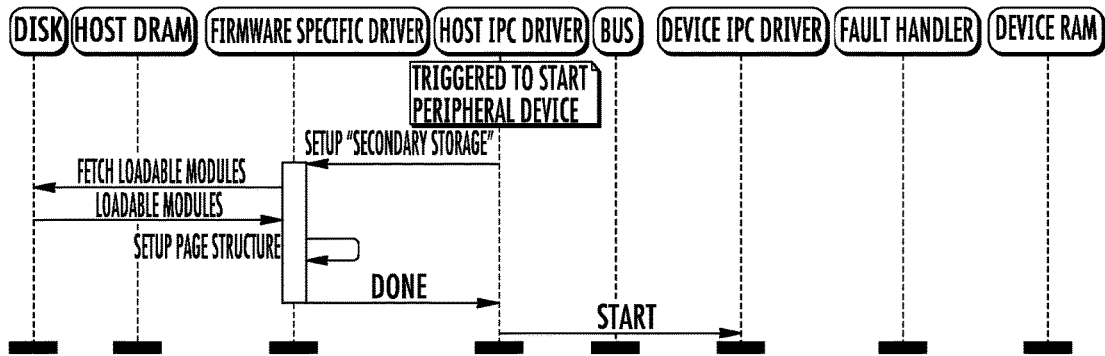 DISK
HOST DRAM
FIRMWARE SPECIFIC DRIVER
HOST IPC DRIVER
BUS
DEVICE IPC DRIVER
FAULT HANDLER
DEVICE RAM
TRIGGERED TO START
PERIPHERAL DEVICE
SETUP “SECONDARY STORAGE”
FETCH LOADABLE MODULES
LOADABLE MODULES
SETUP PAGE STRUCTURE
DONE
START